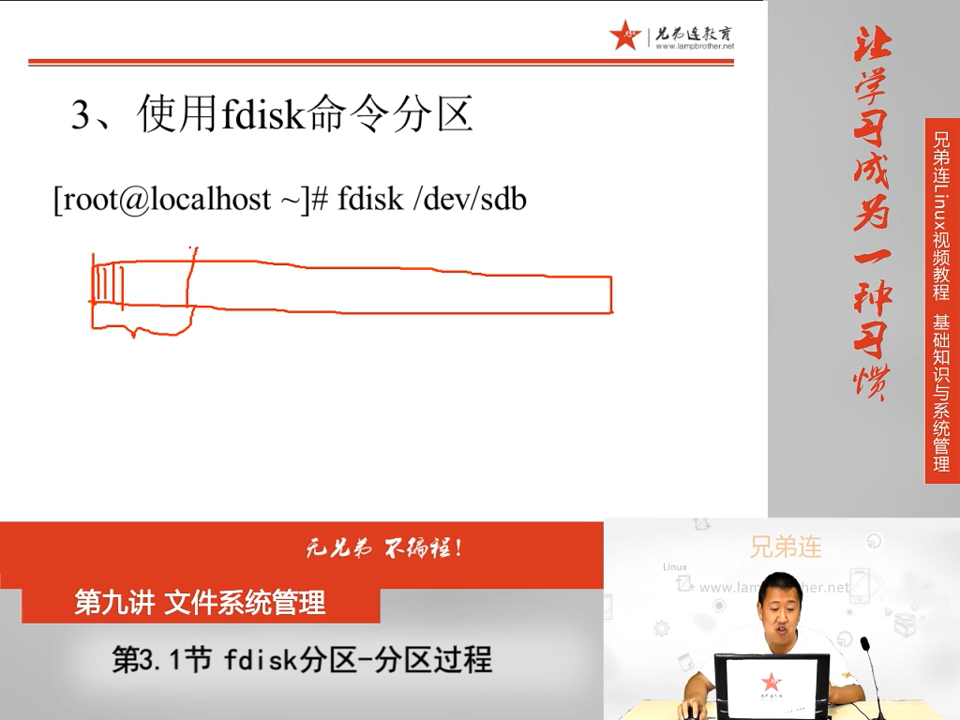 兄弟连教育
www.lampbrother.net
3、使用fdisk命令分区
[root@localhost ~]# fdisk /dev/sdb
让学习成为一种习惯
兄弟连Linux视频教程 基础知识与系统管理
无兄弟 不编程!
第九讲 文件系统管理
第3.1节 fdisk分区-分区过程
兄弟连
Linux